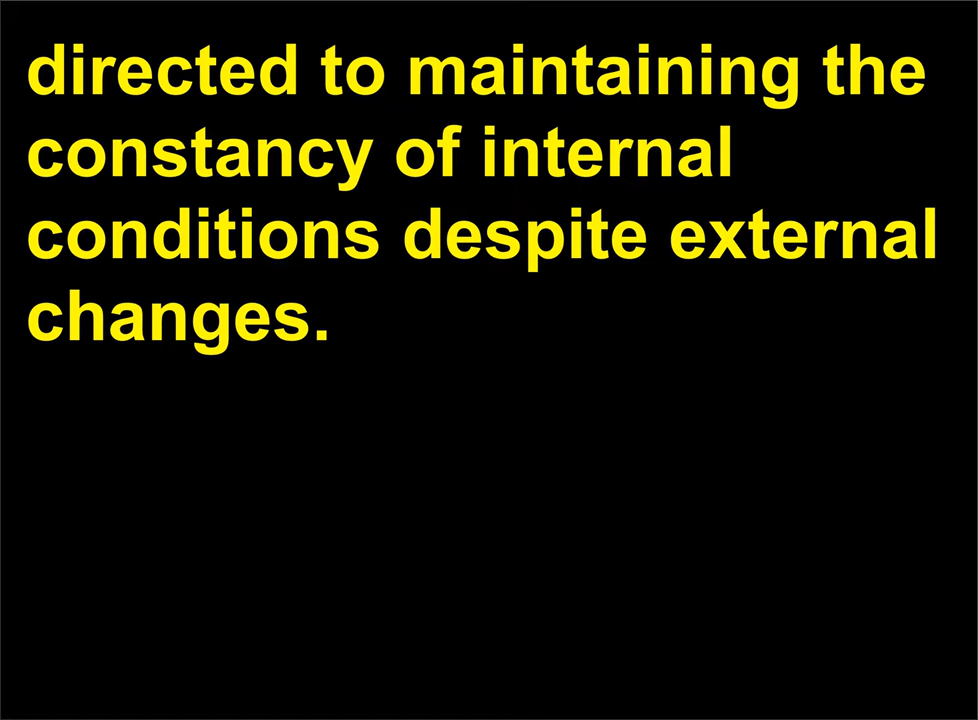 directed to maintaining the
constancy of internal
conditions despite external
changes.